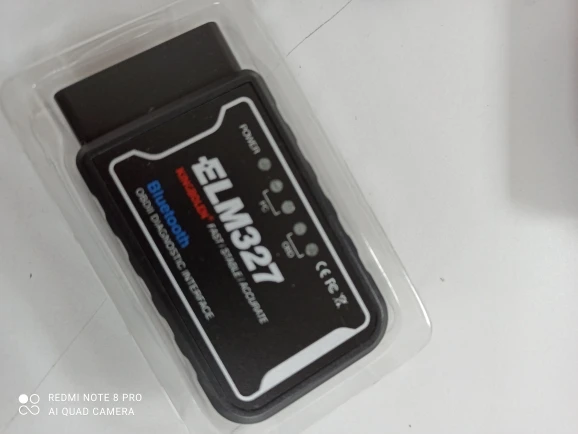 POWER
PC
OBD
ELM327
KINGBOLEN® FAST / STABLE / ACCURATE
Bluetooth
OBDII DIAGNOSTIC INTERFACE
CE FC
REDMI NOTE 8 PRO
AI QUAD CAMERA